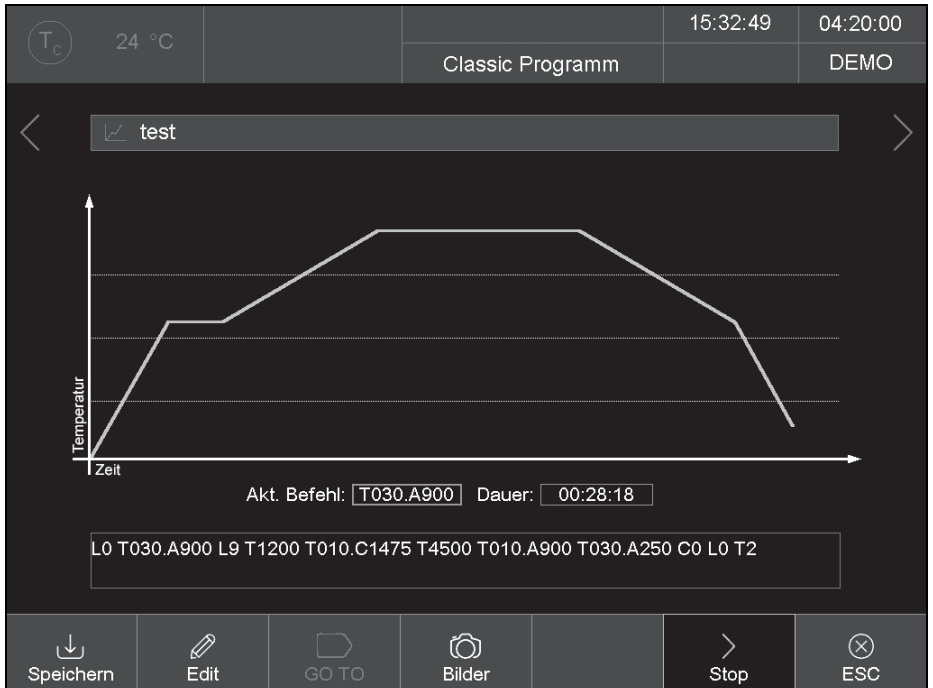 15:32:49 04:20:00
Tc 24 °C
Classic Programm DEMO
test
Temperatur
Zeit
Akt. Befehl: T030.A900 Dauer: 00:28:18
L0 T030.A900 L9 T1200 T010.C1475 T4500 T010.A900 T030.A250 C0 L0 T2
Speichern Edit GO TO Bilder Stop ESC